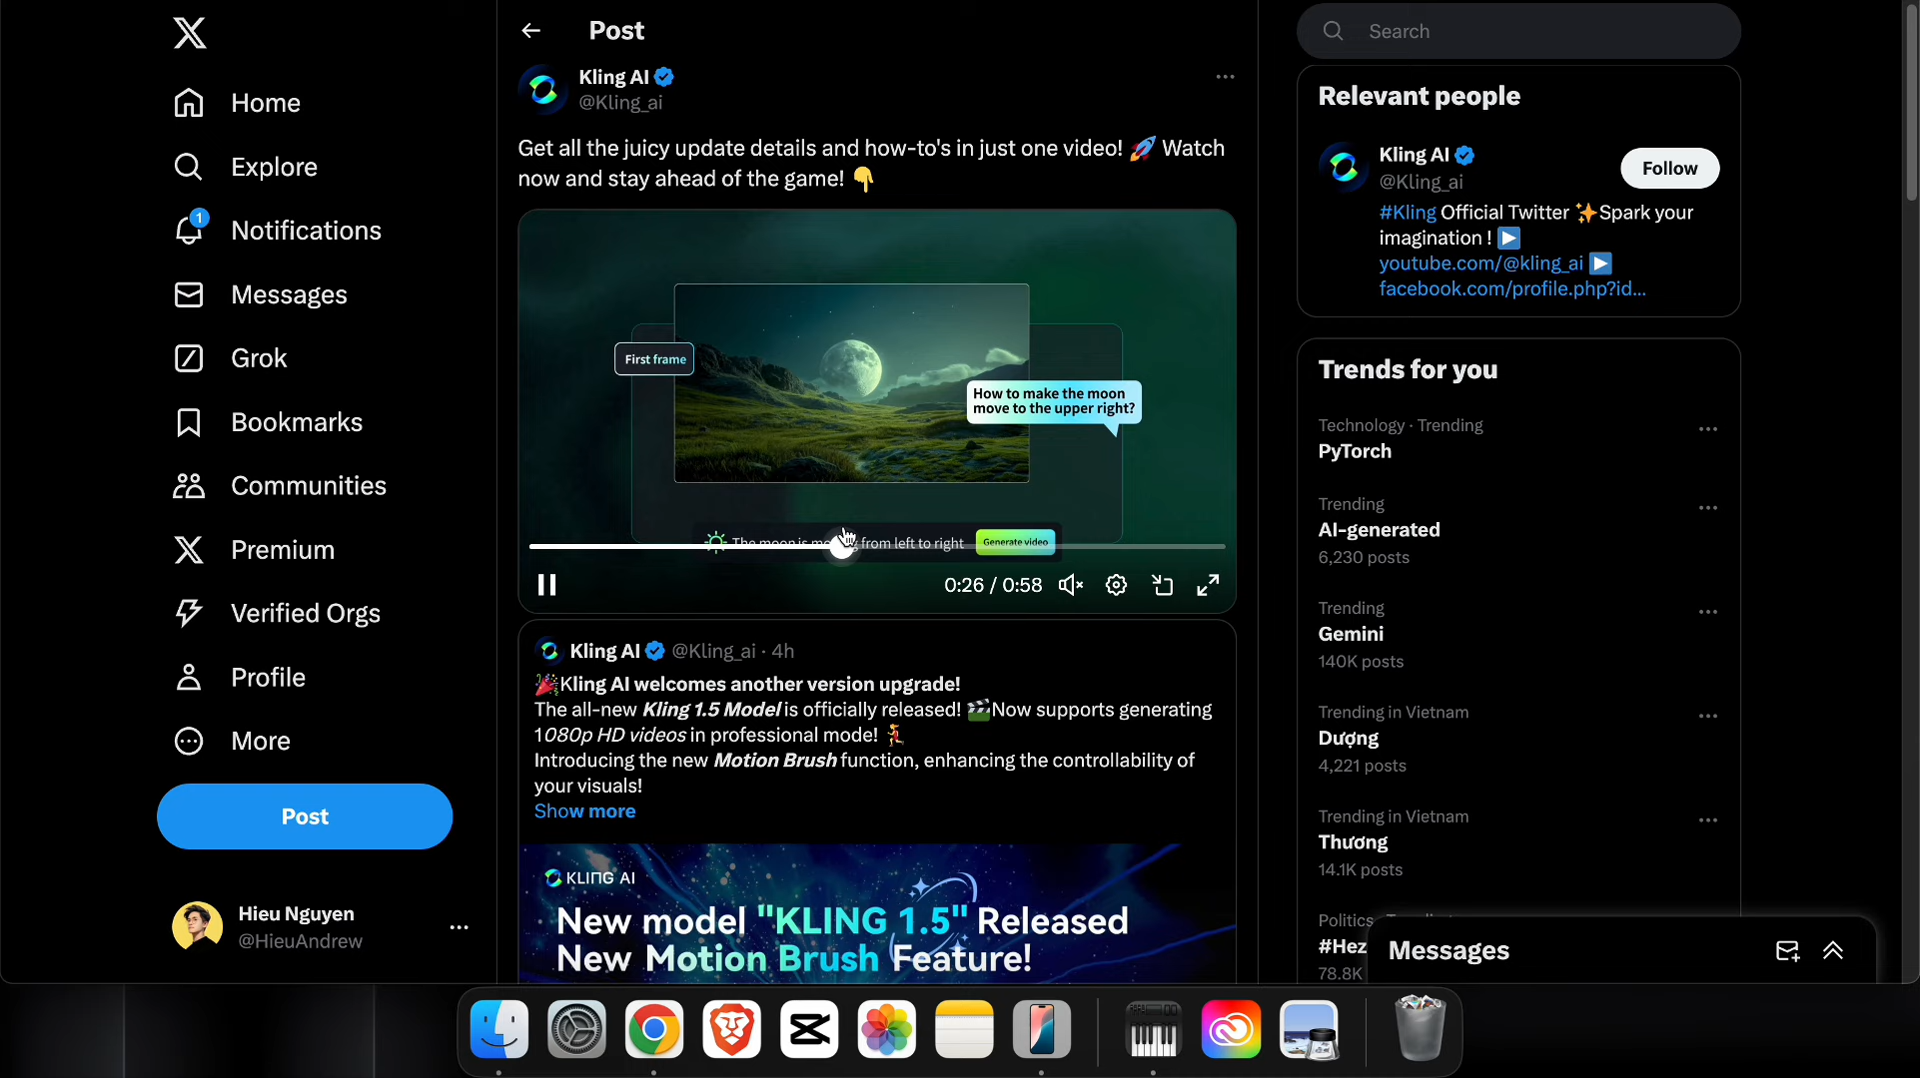 Home
Explore
1
Notifications
Messages
Grok
Bookmarks
Communities
Premium
Verified Orgs
Profile
More
Post
Hieu Nguyen
@HieuAndrew
Post
Kling AI
@Kling_ai
Get all the juicy update details and how-to's in just one video! 🚀 Watch
now and stay ahead of the game! 👇
First frame
How to make the moon
move to the upper right?
The moon is from left to right
Generate video
0:26 / 0:58
Kling AI @Kling_ai · 4h
🎉Kling AI welcomes another version upgrade!
The all-new Kling 1.5 Model is officially released! 🎬Now supports generating
1080p HD videos in professional mode! 💃
Introducing the new Motion Brush function, enhancing the controllability of
your visuals!
Show more
KLING AI
New model "KLING 1.5" Released
New Motion Brush Feature!
Search
Relevant people
Kling AI
@Kling_ai
Follow
#Kling Official Twitter ✨Spark your
imagination ! ▶️
youtube.com/@kling_ai ▶️
facebook.com/profile.php?id...
Trends for you
Technology · Trending
PyTorch
Trending
AI-generated
6,230 posts
Trending
Gemini
140K posts
Trending in Vietnam
Dượng
4,221 posts
Trending in Vietnam
Thương
14.1K posts
Politics
#Hez
78.8K
Messages